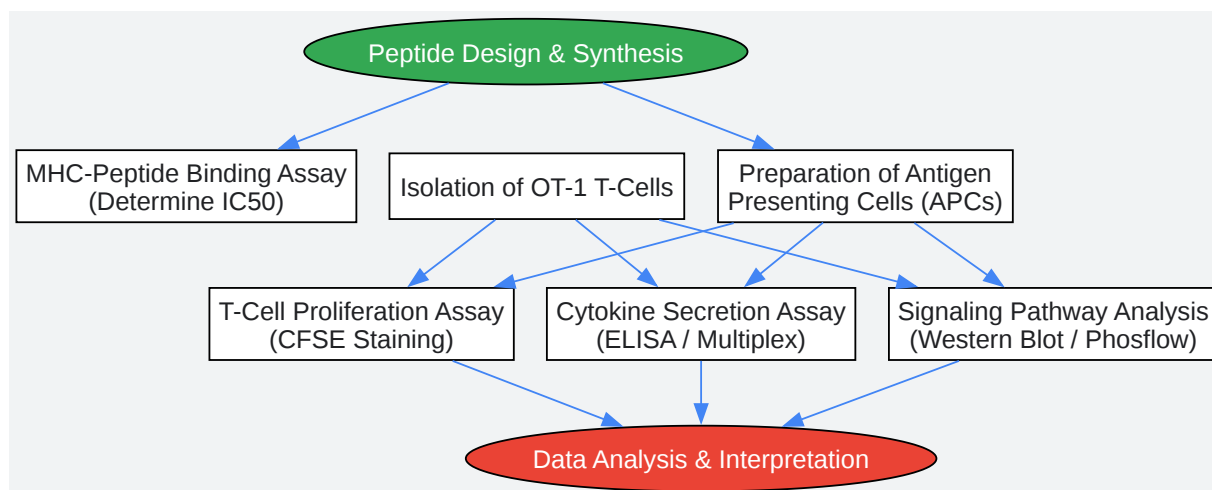 Peptide Design & Synthesis
MHC-Peptide Binding Assay
(Determine IC50)
Isolation of OT-1 T-Cells
Preparation of Antigen
Presenting Cells (APCs)
T-Cell Proliferation Assay
(CFSE Staining)
Cytokine Secretion Assay
(ELISA / Multiplex)
Signaling Pathway Analysis
(Western Blot / Phosflow)
Data Analysis & Interpretation